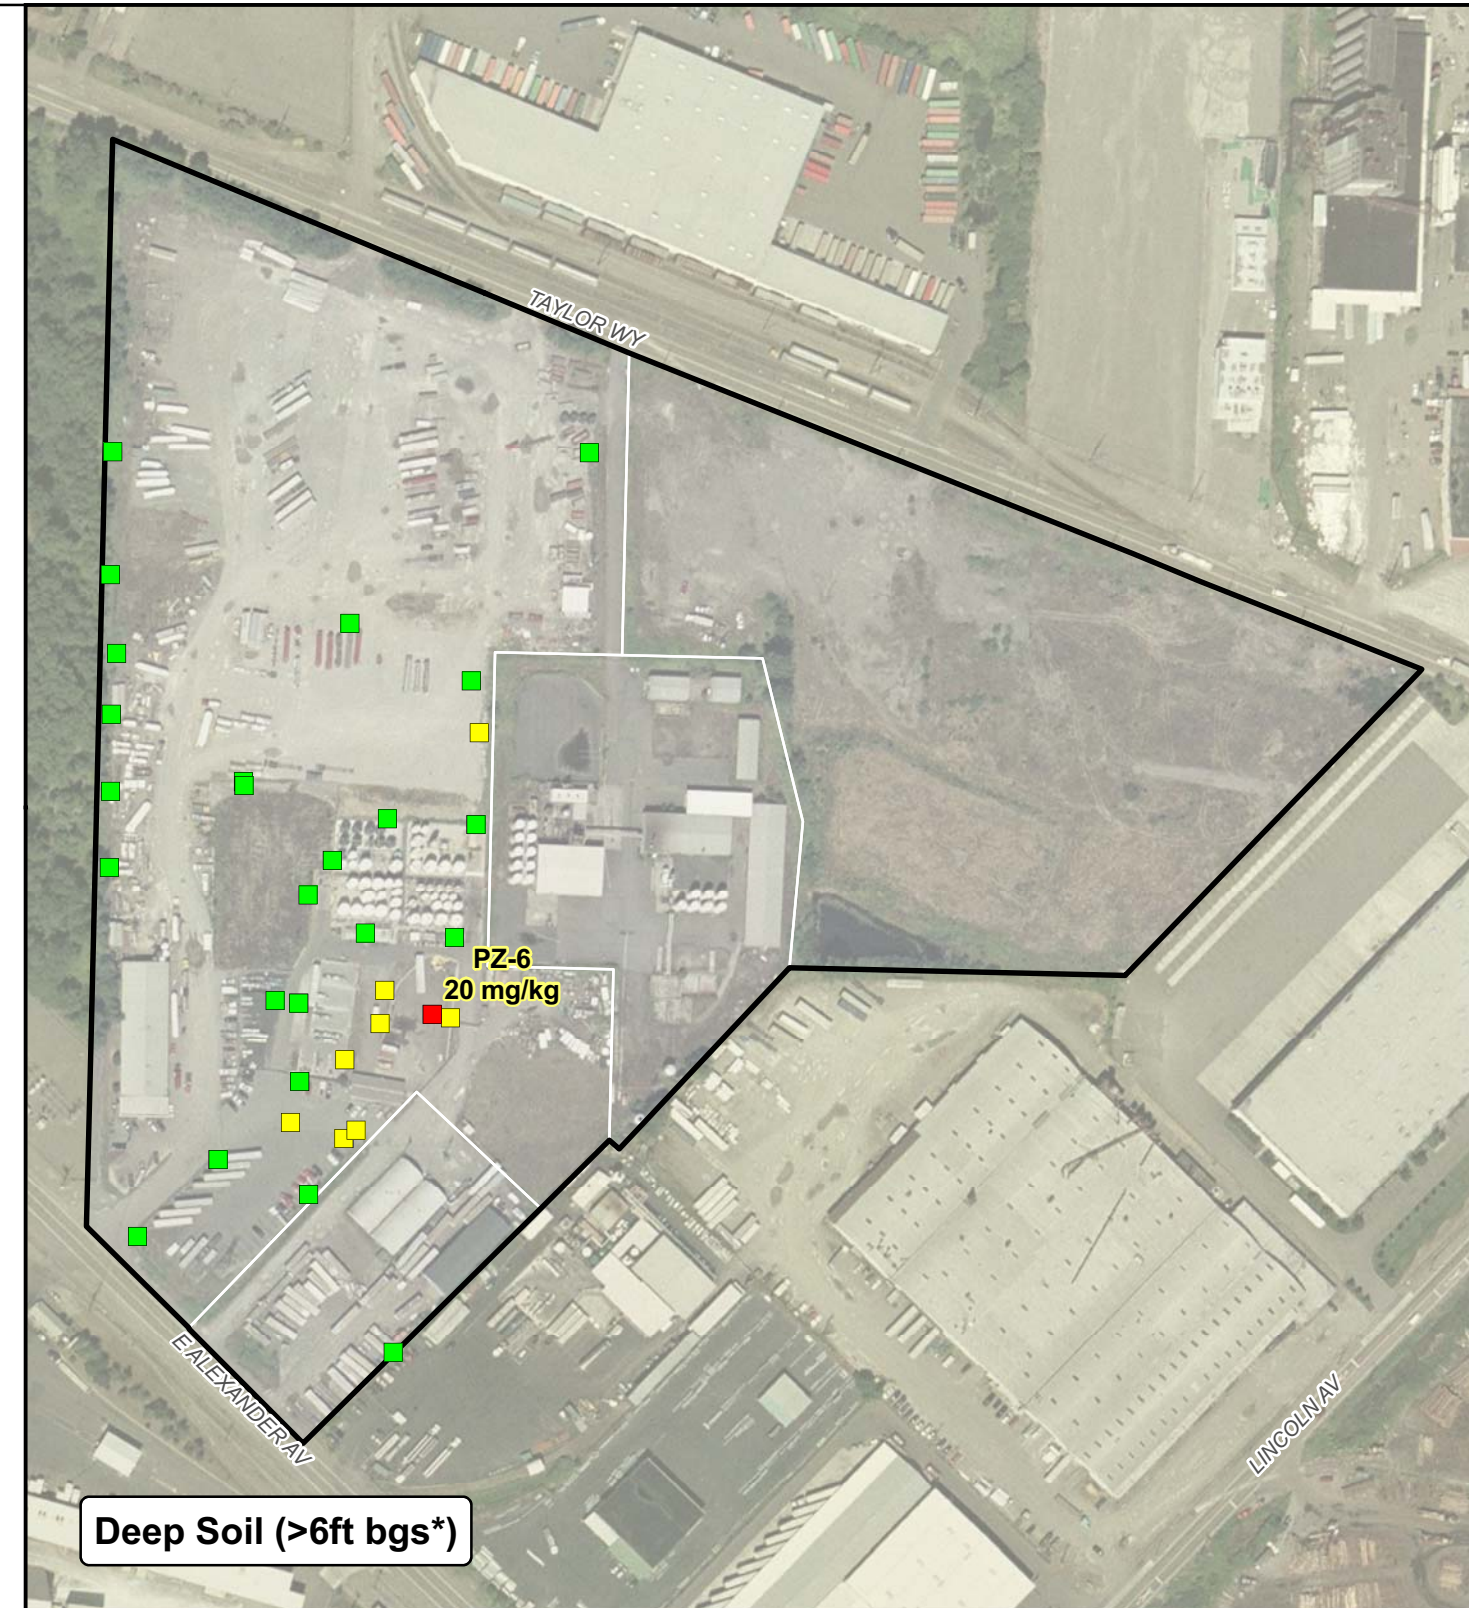 TAYLOR WY
PZ-6
20 mg/kg
E ALEXANDER AV
LINCOLN AV
Deep Soil (>6ft bgs*)